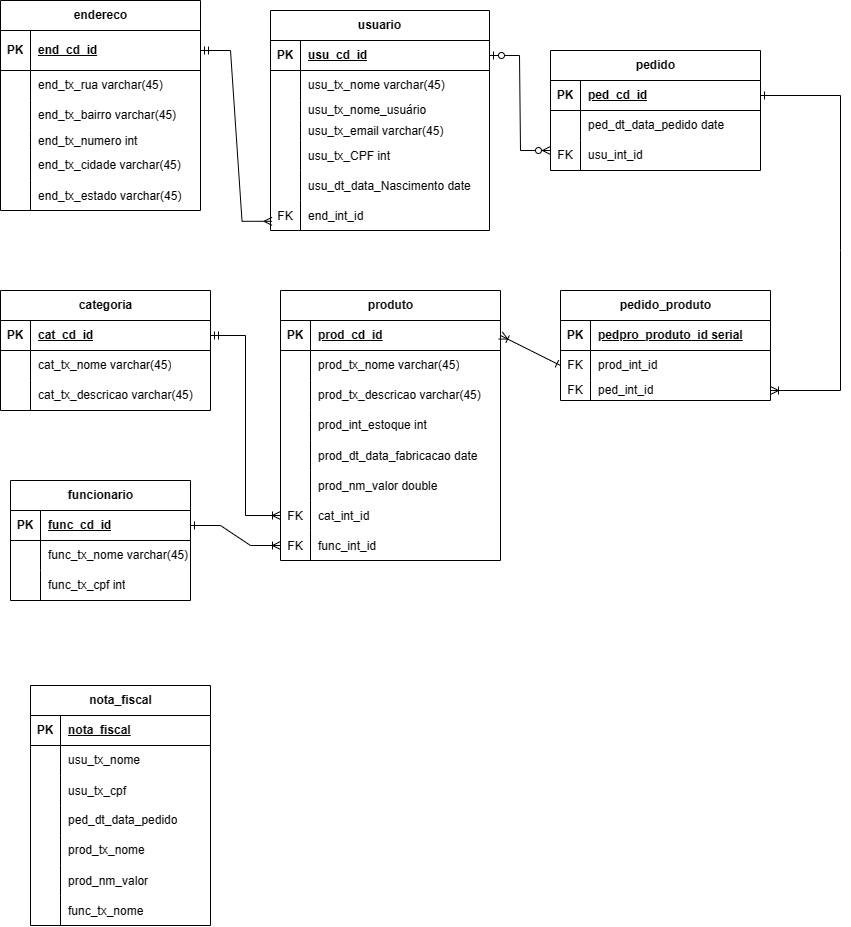 endereco
PK end_cd_id
end_tx_rua varchar(45)
end_tx_bairro varchar(45)
end_tx_numero int
end_tx_cidade varchar(45)
end_tx_estado varchar(45)
usuario
PK usu_cd_id
usu_tx_nome varchar(45)
usu_tx_nome_usuário
usu_tx_email varchar(45)
usu_tx_CPF int
usu_dt_data_Nascimento date
FK end_int_id
pedido
PK ped_cd_id
ped_dt_data_pedido date
FK usu_int_id
categoria
PK cat_cd_id
cat_tx_nome varchar(45)
cat_tx_descricao varchar(45)
produto
PK prod_cd_id
prod_tx_nome varchar(45)
prod_tx_descricao varchar(45)
prod_int_estoque int
prod_dt_data_fabricacao date
prod_nm_valor double
FK cat_int_id
FK func_int_id
pedido_produto
PK pedpro_produto_id serial
FK prod_int_id
FK ped_int_id
funcionario
PK func_cd_id
func_tx_nome varchar(45)
func_tx_cpf int
nota_fiscal
PK nota_fiscal
usu_tx_nome
usu_tx_cpf
ped_dt_data_pedido
prod_tx_nome
prod_nm_valor
func_tx_nome